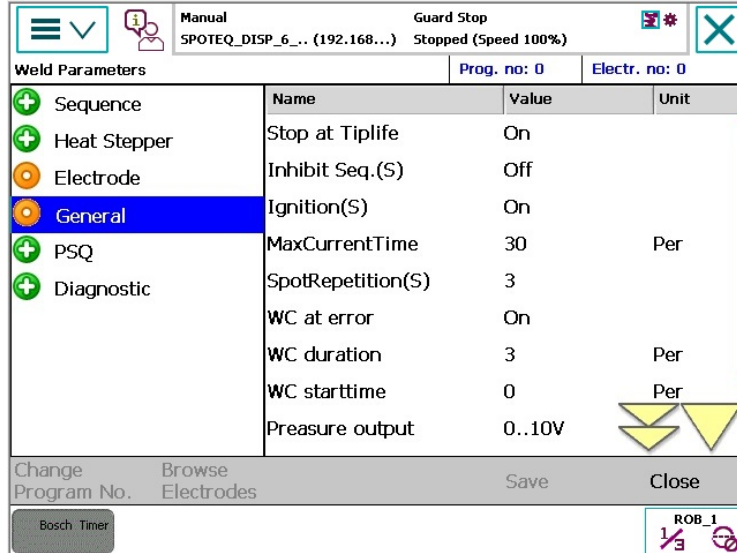 Manual Guard Stop
SPOTEQ_DISP_6_.. (192.168...) Stopped (Speed 100%)
Weld Parameters Prog. no: 0 Electr. no: 0
Sequence
Heat Stepper
Electrode
General
PSQ
Diagnostic
Name Value Unit
Stop at Tiplife On
Inhibit Seq.(S) Off
Ignition(S) On
MaxCurrentTime 30 Per
SpotRepetition(S) 3
WC at error On
WC duration 3 Per
WC starttime 0 Per
Preasure output 0..10V
Change Program No. Browse Electrodes Save Close
Bosch Timer
ROB_1
1/3